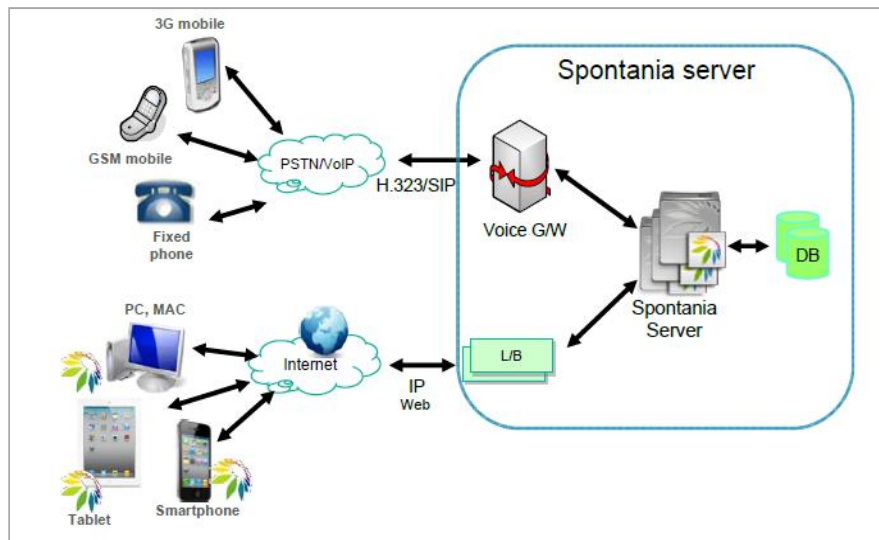 3G mobile
Spontania server
GSM mobile
PSTN/VoIP
H.323/SIP
Voice G/W
Fixed
phone
DB
Spontania
Server
PC, MAC
Internet
L/B
IP
Web
Tablet
Smartphone